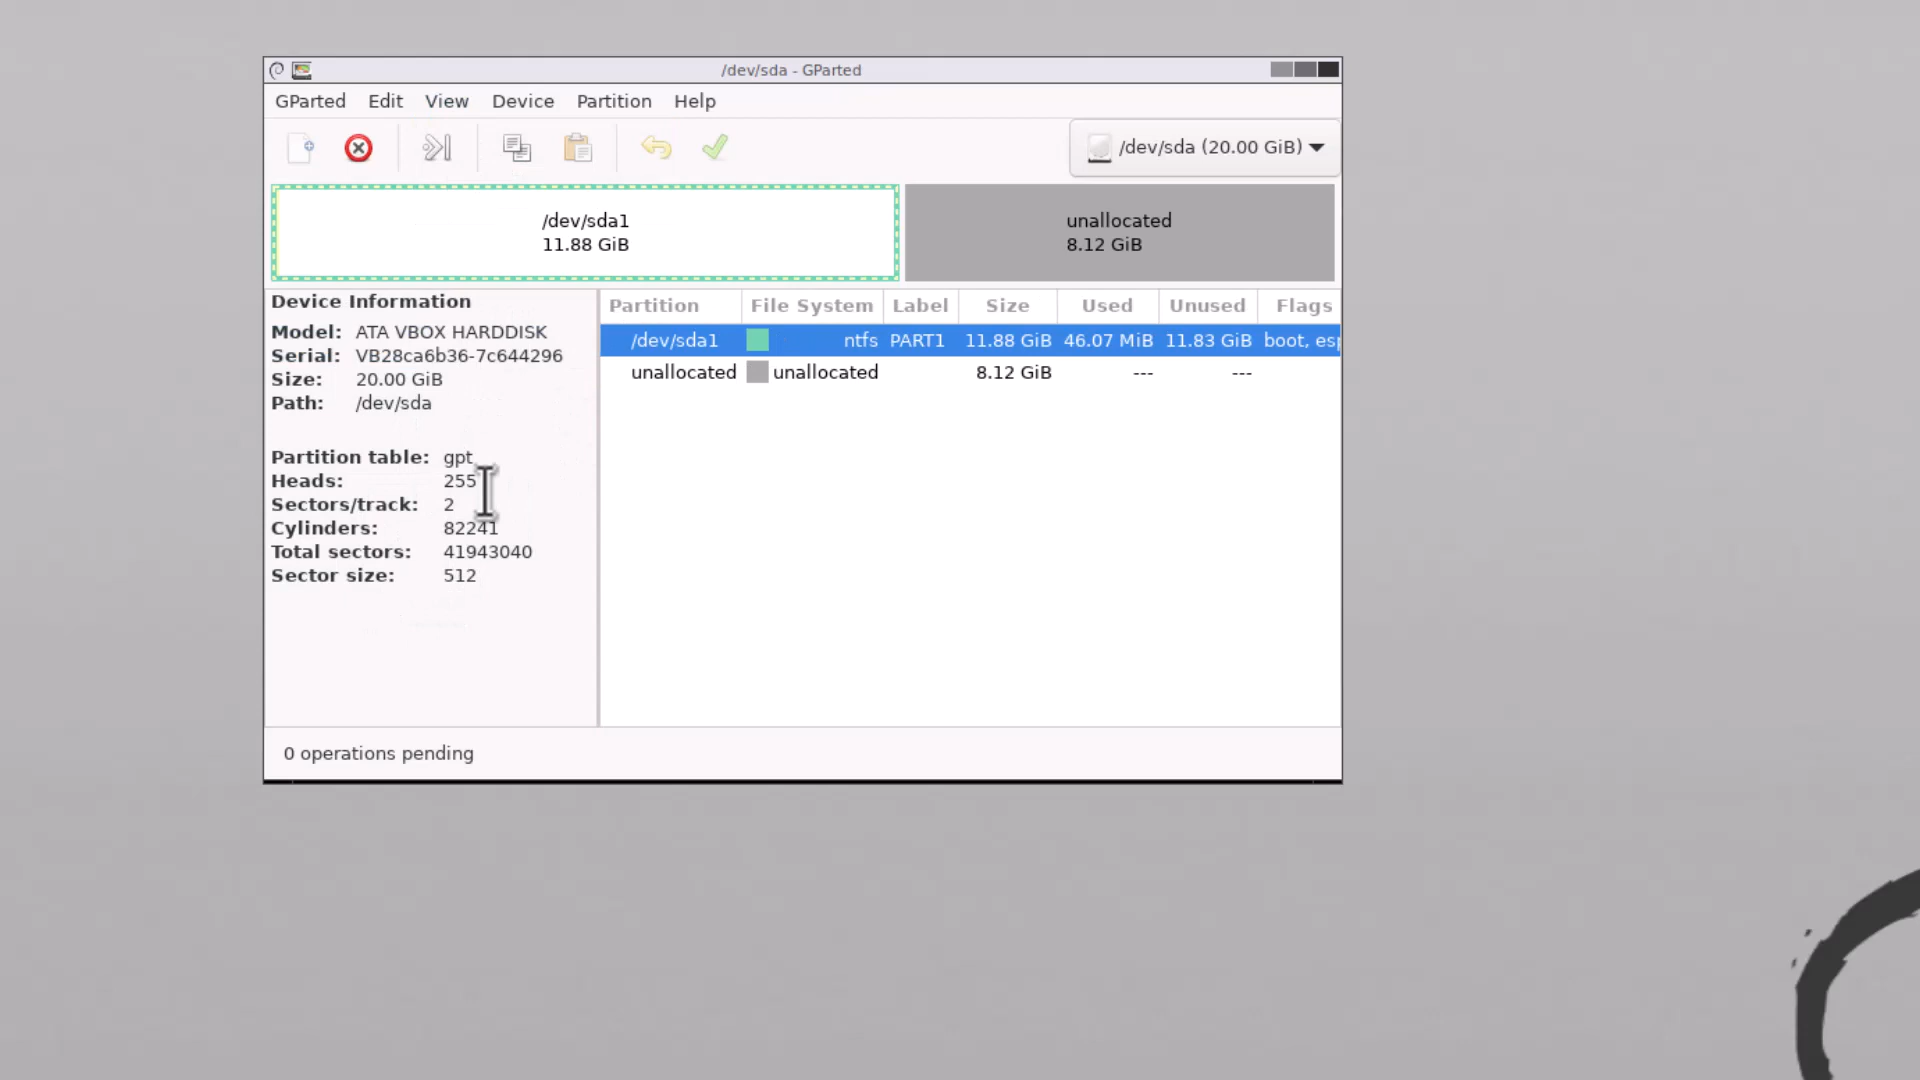 /dev/sda - GParted
GParted Edit View Device Partition Help
/dev/sda (20.00 GiB)
/dev/sda1
11.88 GiB
unallocated
8.12 GiB
Device Information
Model: ATA VBOX HARDDISK
Serial: VB28ca6b36-7c644296
Size: 20.00 GiB
Path: /dev/sda
Partition table: gpt
Heads: 255
Sectors/track: 2
Cylinders: 82241
Total sectors: 41943040
Sector size: 512
Partition File System Label Size Used Unused Flags
/dev/sda1 ntfs PART1 11.88 GiB 46.07 MiB 11.83 GiB boot, esp
unallocated unallocated 8.12 GiB --- ---
0 operations pending